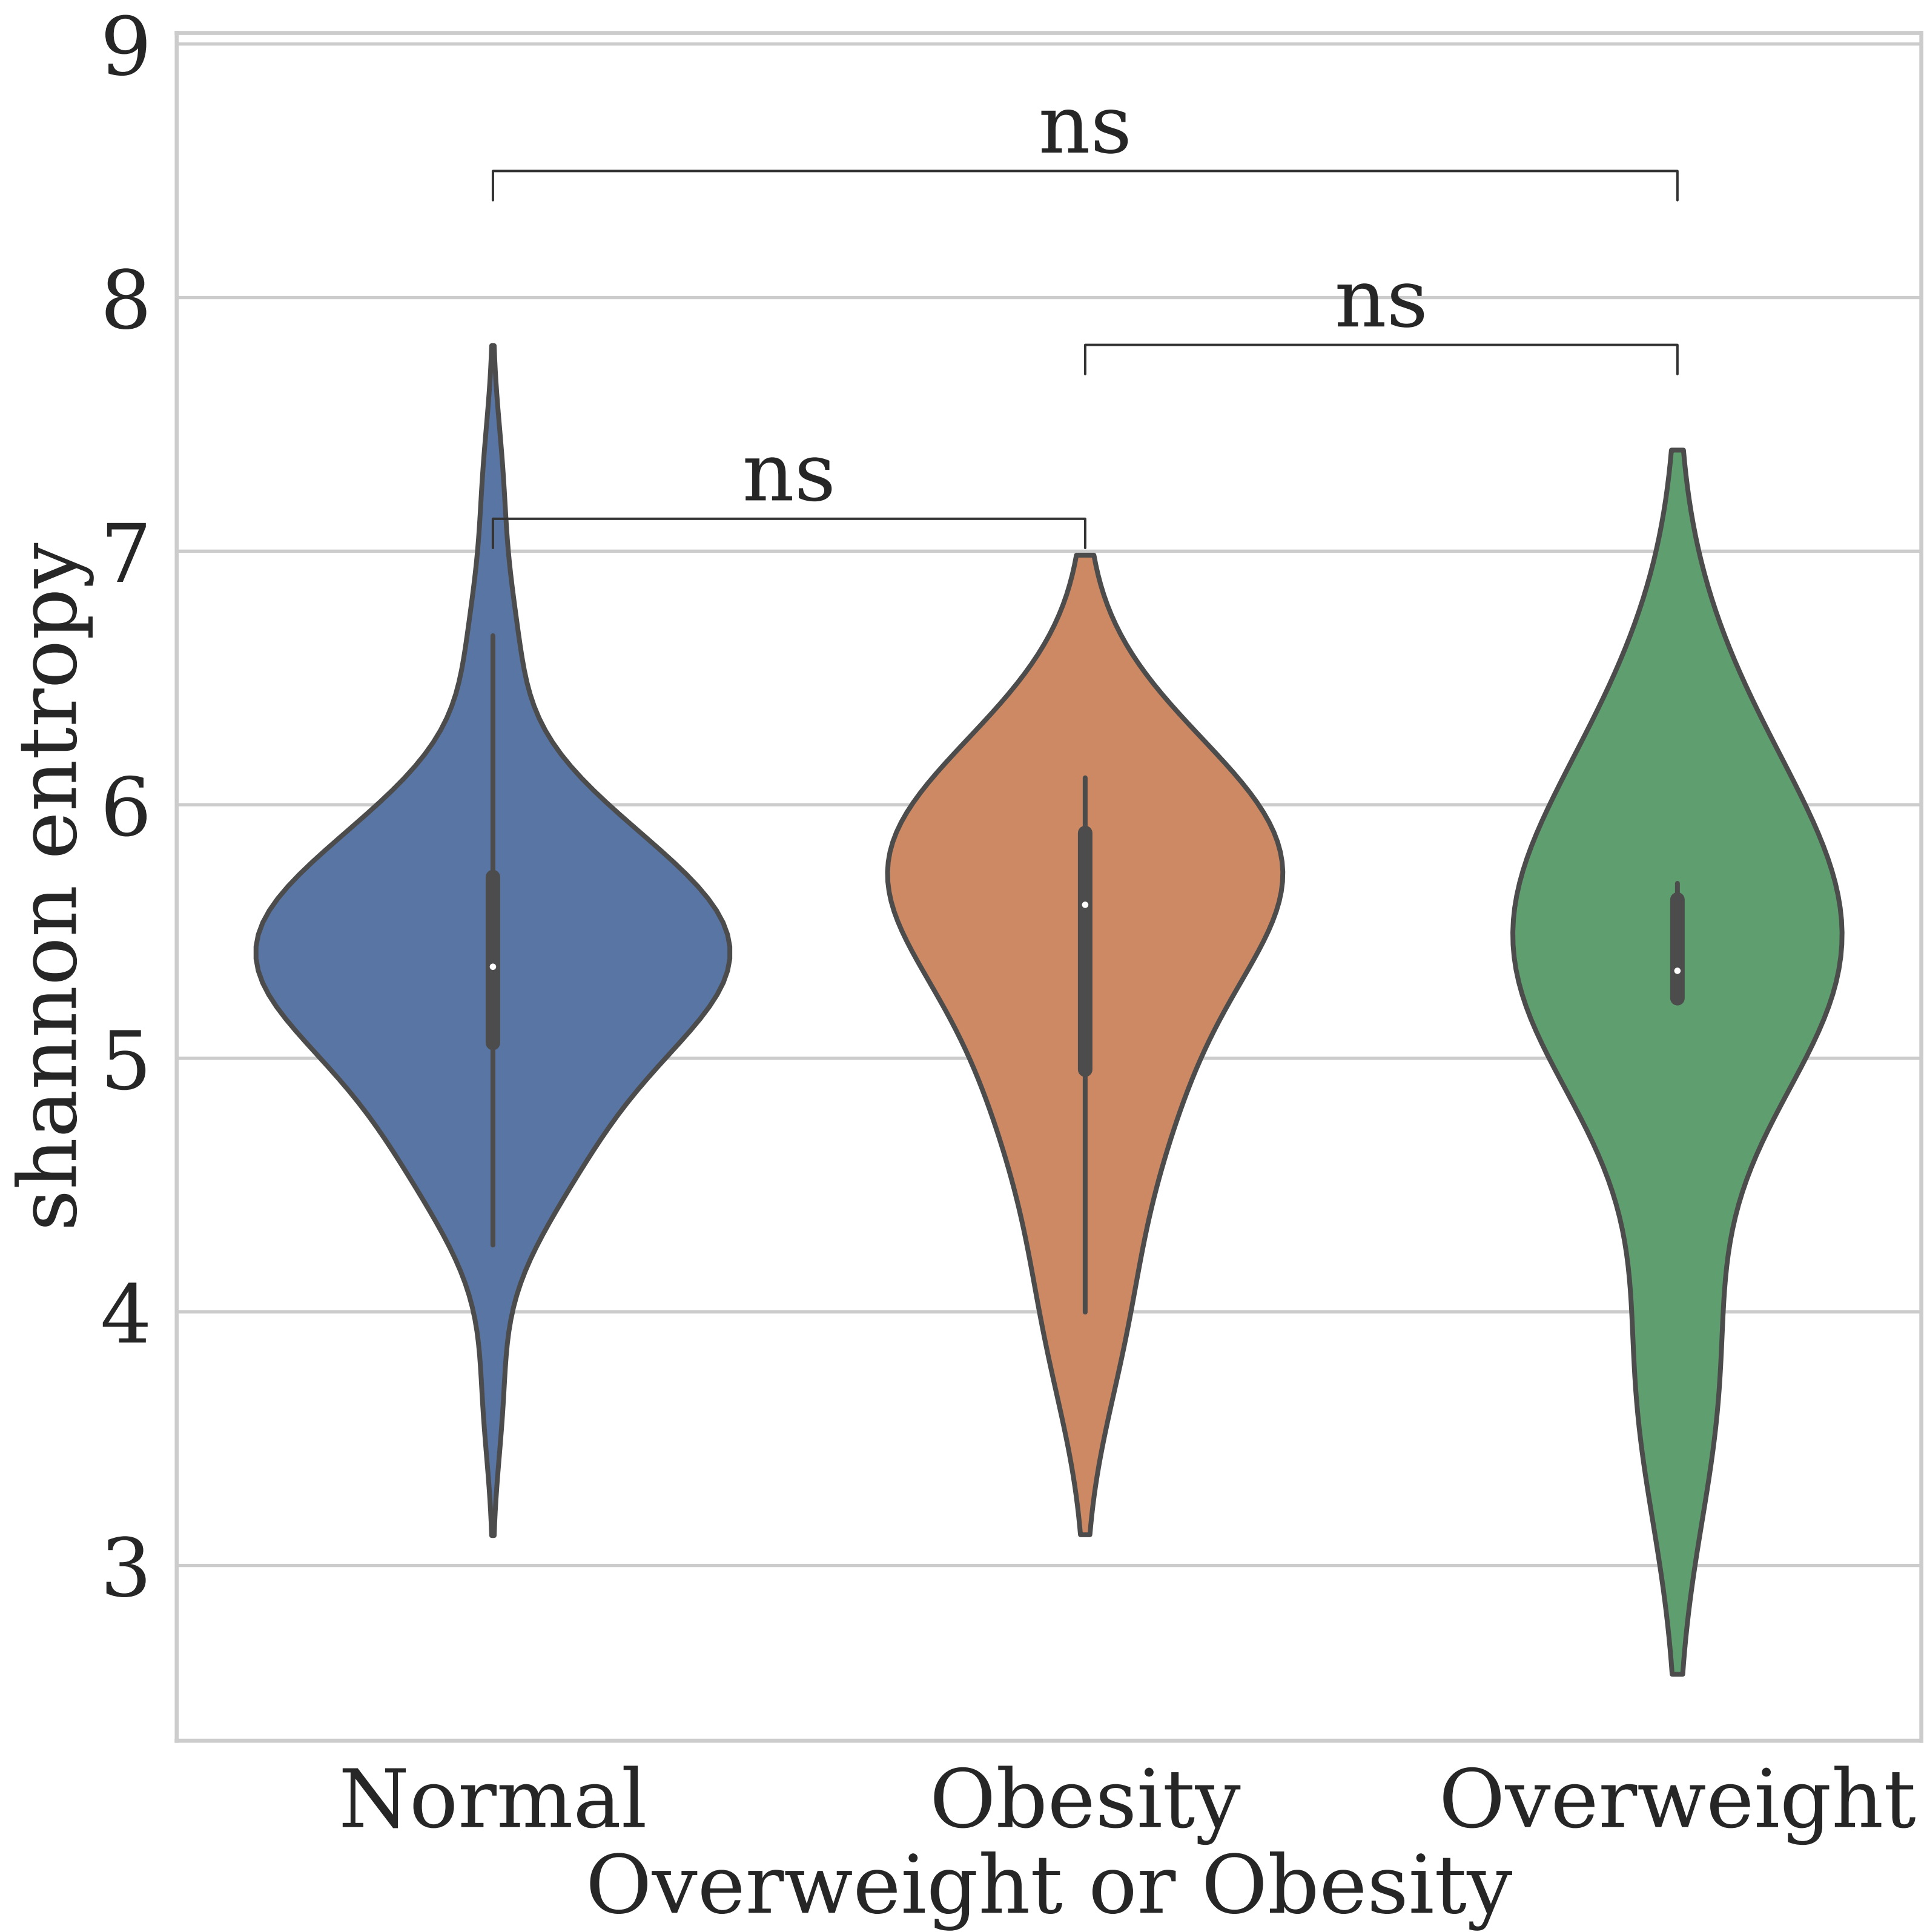 9
ns
8
ns
ns
7
shannon entropy
6
5
4
3
Normal Obesity Overweight
Overweight or Obesity